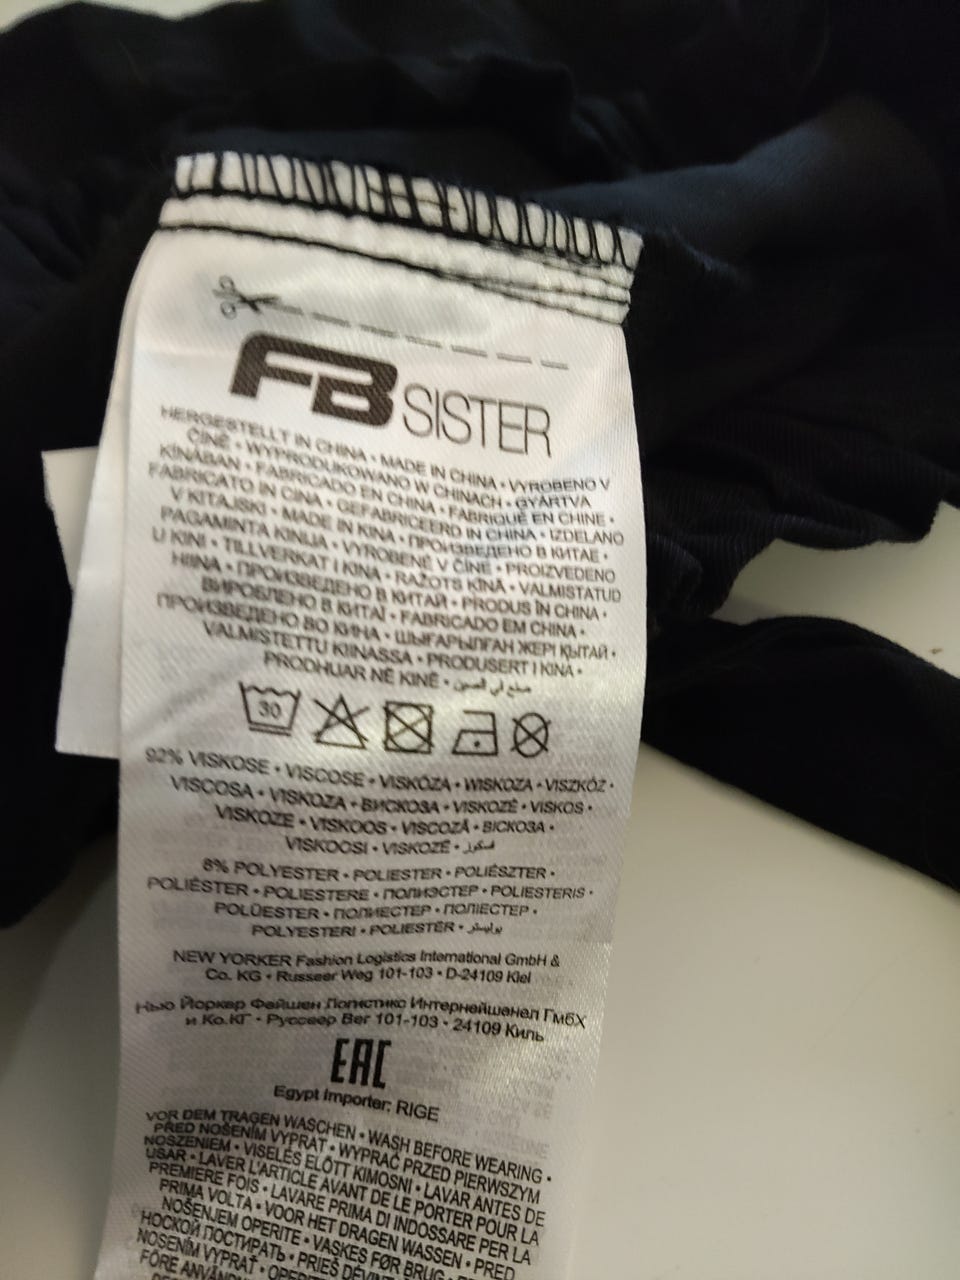 FB SISTER
HERGESTELLT IN CHINA • MADE IN CHINA • VYROBENO V
ČÍNĚ • WYPRODUKOWANO W CHINACH • GYÁRTVA
KÍNÁBAN • FABRICADO EN CHINA • FABRIQUÉ EN CHINE •
FABRICATO IN CINA • GEFABRICEERD IN CHINA • IZDELANO
V KITAJSKI • MADE IN KINA • ПРОИЗВЕДЕНО В КИТАЕ •
PAGAMINTA KINIJA • VYROBENÉ V ČÍNE • PROIZVEDENO
U KINI • TILLVERKAT I KINA • RAŽOTS ĶĪNĀ • VALMISTATUD
HIINA • ПРОИЗВЕДЕНО В КИТАЙ • PRODUS ÎN CHINA •
ВИРОБЛЕНО В КИТАЇ • FABRICADO EM CHINA •
ПРОИЗВЕДЕНО ВО КИНА • ШЫҒАРЫЛҒАН ЖЕРІ ҚЫТАЙ •
VALMISTETTU KIINASSA • PRODUSERT I KINA •
PRODHUAR NË KINË • صنع في الصين
30
92% VISKOSE • VISCOSE • VISKÓZA • WISKOZA • VISZKÓZ •
VISCOSA • VISKOZA • ВИСКОЗА • VISKOZĖ • VISKOS •
VISKOZE • VISKOOS • VISCOZĂ • ВІСКОЗА •
VISKOOSI • VISKOZË • فسكوز
8% POLYESTER • POLIESTER • POLIÉSZTER •
POLIÉSTER • POLIESTERE • ПОЛИЭСТЕР • POLIESTERIS •
POLÜESTER • ПОЛИЕСТЕР • ПОЛІЕСТЕР •
POLYESTERI • POLIESTËR • بوليستر
NEW YORKER Fashion Logistics International GmbH &
Co. KG • Russeer Weg 101-103 • D-24109 Kiel
Нью Йоркер Фейшен Логистикс Интернейшенел ГмбХ
и Ко.КГ • Руссеер Вег 101-103 • 24109 Киль
EAC
Egypt Importer: RIGE
VOR DEM TRAGEN WASCHEN • WASH BEFORE WEARING •
PŘED NOŠENÍM VYPRAT • WYPRAĆ PRZED PIERWSZYM
NOSZENIEM • VISELÉS ELŐTT KIMOSNI • LAVAR ANTES DE
USAR • LAVER L'ARTICLE AVANT DE LE PORTER POUR LA
PREMIERE FOIS • LAVARE PRIMA DI INDOSSARE PER LA
PRIMA VOLTA • VOOR HET DRAGEN WASSEN • PRED
NOŠENJEM OPERITE • VASKES FØR BRUG •
НОСКОЙ ПОСТИРАТЬ • PRIEŠ
NOSENÍM VYPRAŤ •
FÖRE